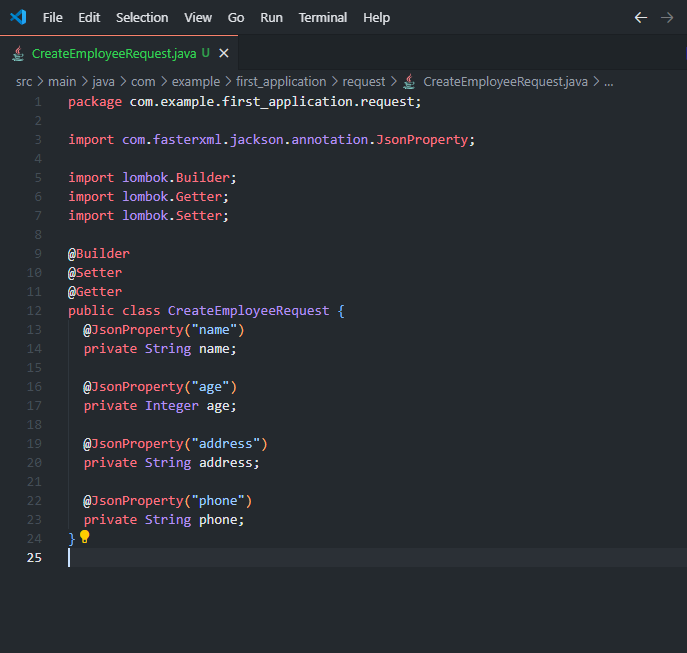 File Edit Selection View Go Run Terminal Help
CreateEmployeeRequest.java U
src > main > java > com > example > first_application > request > CreateEmployeeRequest.java > ...
1 package com.example.first_application.request;
2
3 import com.fasterxml.jackson.annotation.JsonProperty;
4
5 import lombok.Builder;
6 import lombok.Getter;
7 import lombok.Setter;
8
9 @Builder
10 @Setter
11 @Getter
12 public class CreateEmployeeRequest {
13   @JsonProperty("name")
14   private String name;
15
16   @JsonProperty("age")
17   private Integer age;
18
19   @JsonProperty("address")
20   private String address;
21
22   @JsonProperty("phone")
23   private String phone;
24 }
25